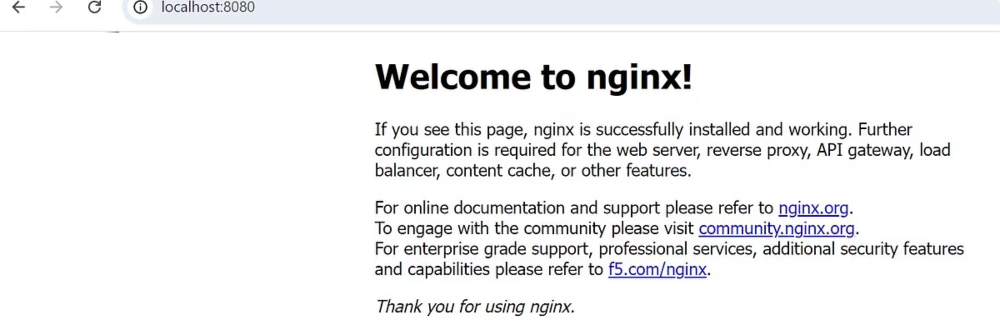 localhost:8080
Welcome to nginx!
If you see this page, nginx is successfully installed and working. Further
configuration is required for the web server, reverse proxy, API gateway, load
balancer, content cache, or other features.
For online documentation and support please refer to nginx.org.
To engage with the community please visit community.nginx.org.
For enterprise grade support, professional services, additional security features
and capabilities please refer to f5.com/nginx.
Thank you for using nginx.